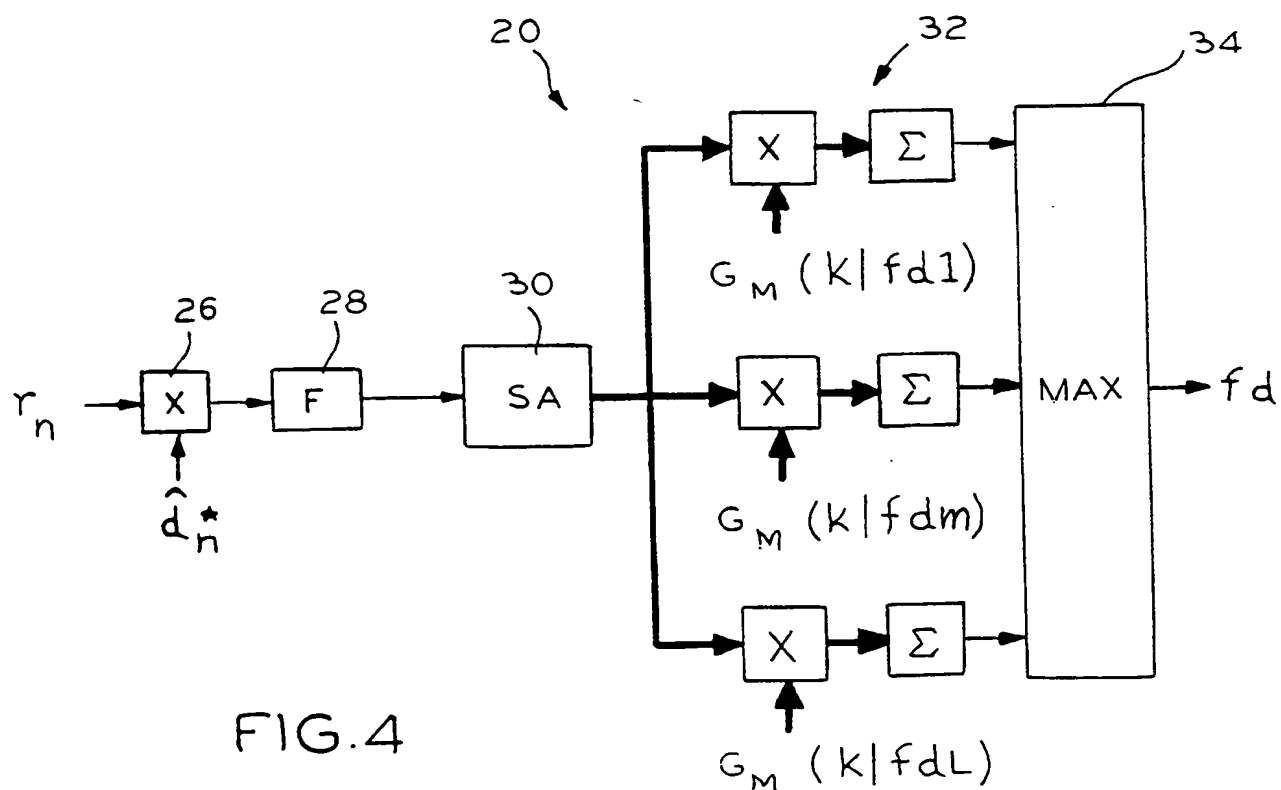 20
32
34
X
Σ
G_M (k|fd1)
30
26
28
r_n
X
F
SA
X
Σ
MAX
fd
d̂_n*
G_M (k|fdm)
X
Σ
FIG.4
G_M (k|fdL)